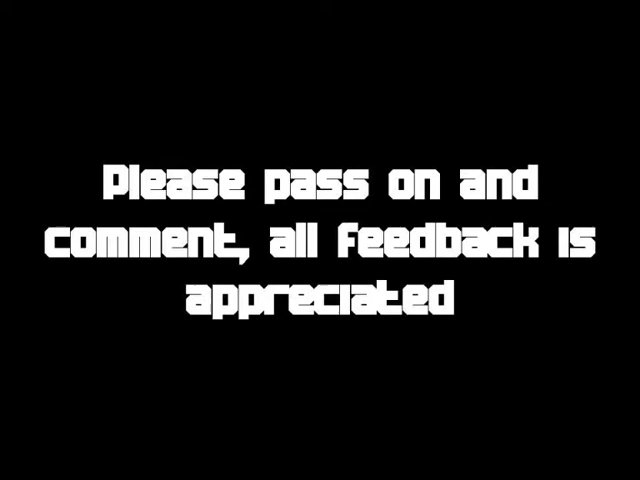 Please pass on and
comment, all feedback is
appreciated